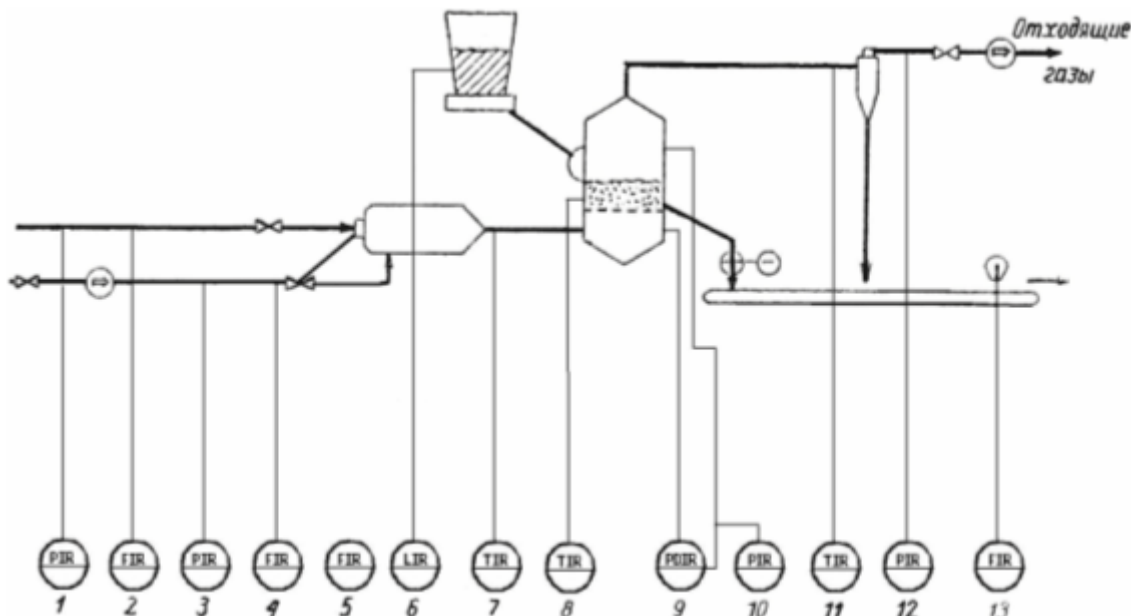 Отходящие
газы
PIR FIR PIR FIR FIR LIR TIR TIR PDIR PIR TIR PIR FIR
1 2 3 4 5 6 7 8 9 10 11 12 13